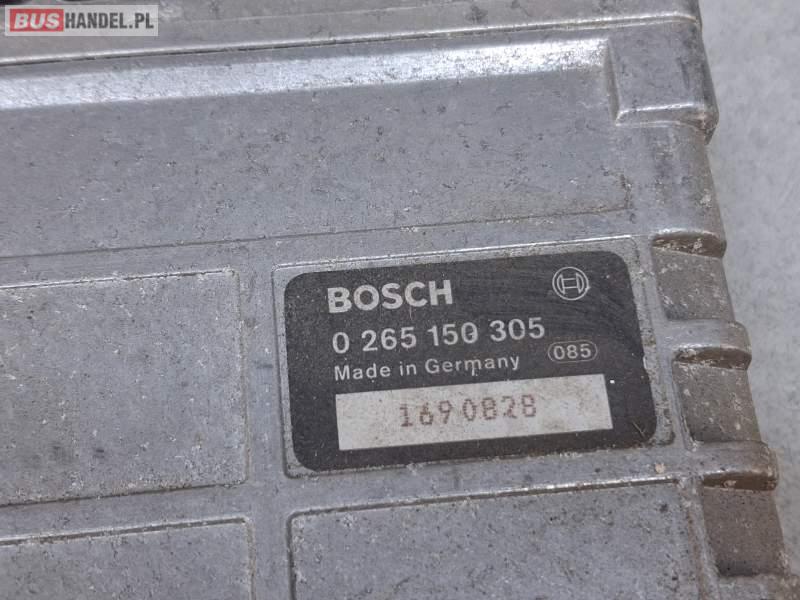 BUSHANDEL.PL
BOSCH
0 265 150 305
Made in Germany 085
1690828